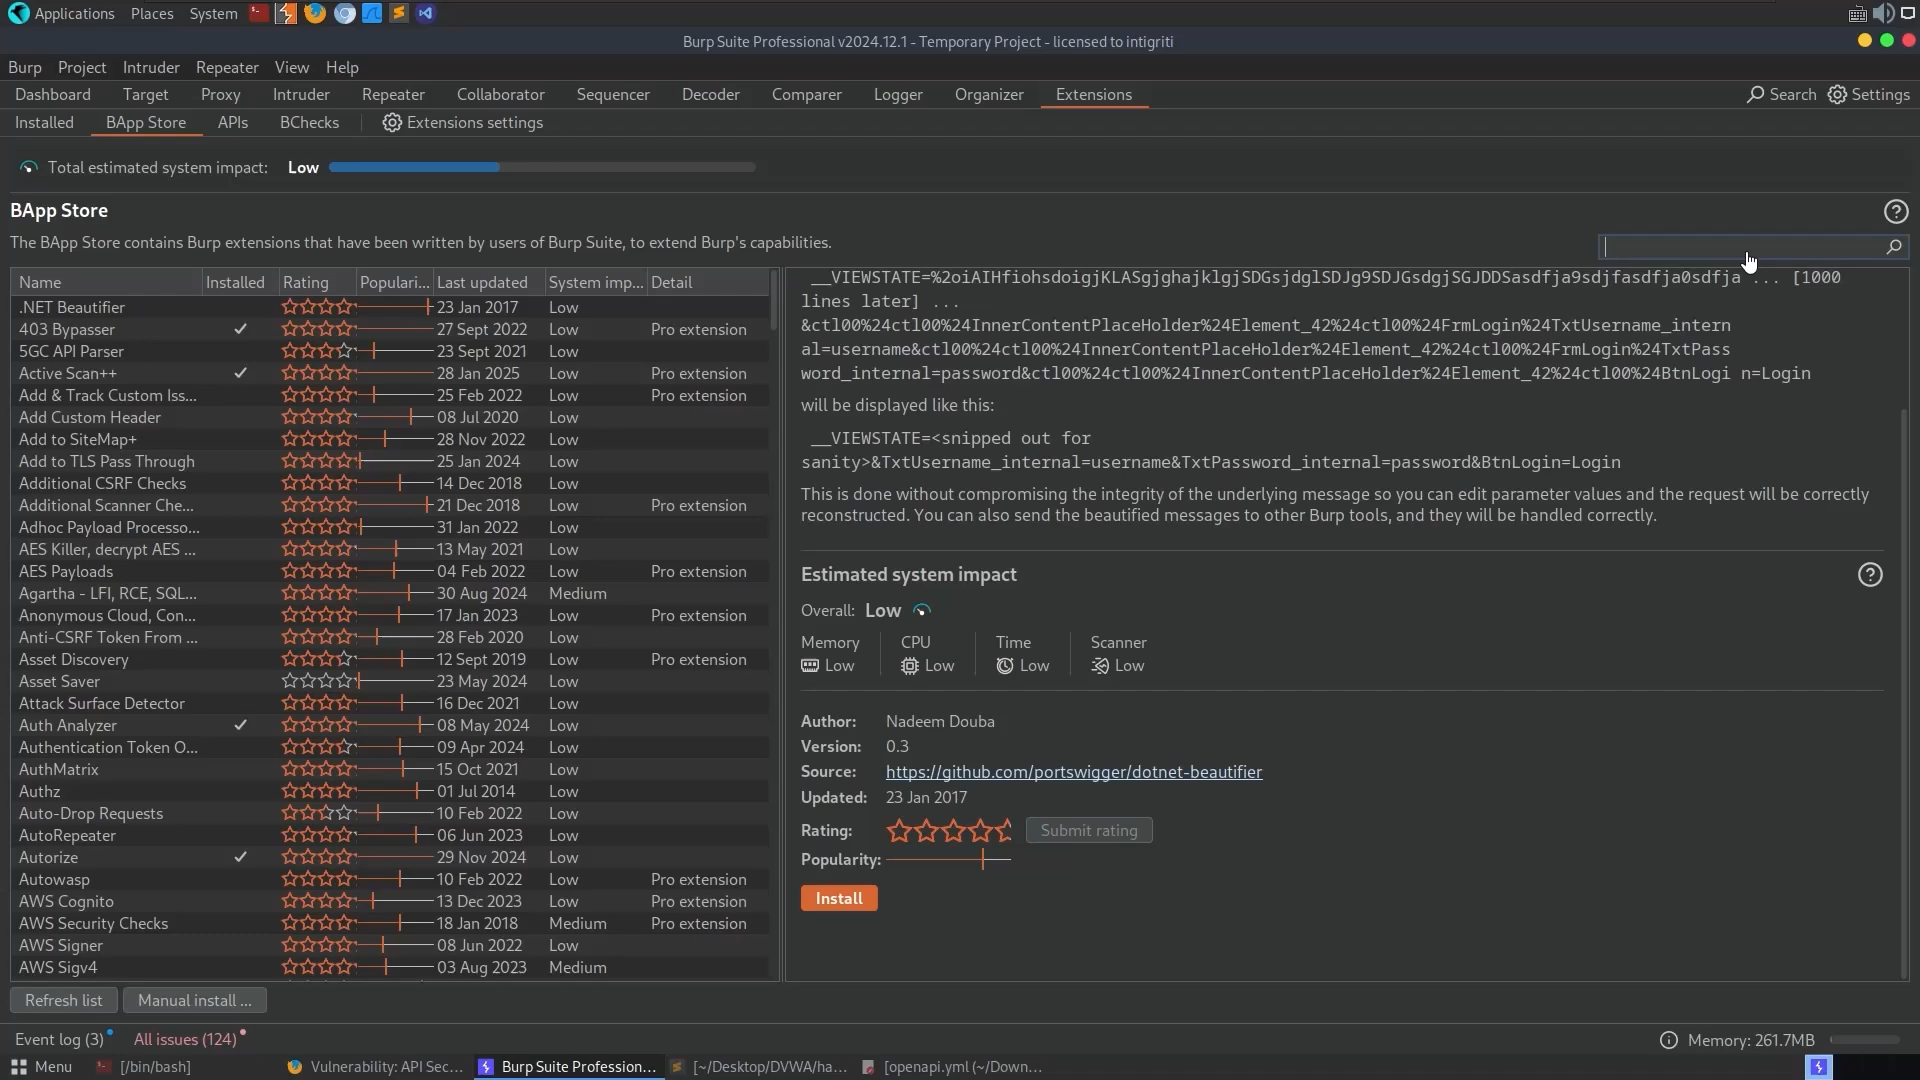 Applications Places System
Burp Suite Professional v2024.12.1 - Temporary Project - licensed to intigriti
Burp Project Intruder Repeater View Help
Dashboard Target Proxy Intruder Repeater Collaborator Sequencer Decoder Comparer Logger Organizer Extensions Search Settings
Installed BApp Store APIs BChecks Extensions settings
Total estimated system impact: Low
BApp Store
The BApp Store contains Burp extensions that have been written by users of Burp Suite, to extend Burp's capabilities.
Name Installed Rating Populari... Last updated System imp... Detail
.NET Beautifier 23 Jan 2017 Low
403 Bypasser 27 Sept 2022 Low Pro extension
5GC API Parser 23 Sept 2021 Low
Active Scan++ 28 Jan 2025 Low Pro extension
Add & Track Custom Iss... 25 Feb 2022 Low Pro extension
Add Custom Header 08 Jul 2020 Low
Add to SiteMap+ 28 Nov 2022 Low
Add to TLS Pass Through 25 Jan 2024 Low
Additional CSRF Checks 14 Dec 2018 Low
Additional Scanner Che... 21 Dec 2018 Low Pro extension
Adhoc Payload Processo... 31 Jan 2022 Low
AES Killer, decrypt AES ... 13 May 2021 Low
AES Payloads 04 Feb 2022 Low Pro extension
Agartha - LFI, RCE, SQL... 30 Aug 2024 Medium
Anonymous Cloud, Con... 17 Jan 2023 Low Pro extension
Anti-CSRF Token From ... 28 Feb 2020 Low
Asset Discovery 12 Sept 2019 Low Pro extension
Asset Saver 23 May 2024 Low
Attack Surface Detector 16 Dec 2021 Low
Auth Analyzer 08 May 2024 Low
Authentication Token O... 09 Apr 2024 Low
AuthMatrix 15 Oct 2021 Low
Authz 01 Jul 2014 Low
Auto-Drop Requests 10 Feb 2022 Low
AutoRepeater 06 Jun 2023 Low
Autorize 29 Nov 2024 Low
Autowasp 10 Feb 2022 Low Pro extension
AWS Cognito 13 Dec 2023 Low Pro extension
AWS Security Checks 18 Jan 2018 Medium Pro extension
AWS Signer 08 Jun 2022 Low
AWS Sigv4 03 Aug 2023 Medium
__VIEWSTATE=%2oiAIHfiohsdoigjKLASgjghajklgjSDGsjdglSDJg9SDJGsdgjSGJDDSasdfja9sdjfasdfja0sdfja ... [1000
lines later] ...
&ctl00%24ctl00%24InnerContentPlaceHolder%24Element_42%24ctl00%24FrmLogin%24TxtUsername_intern
al=username&ctl00%24ctl00%24InnerContentPlaceHolder%24Element_42%24ctl00%24FrmLogin%24TxtPass
word_internal=password&ctl00%24ctl00%24InnerContentPlaceHolder%24Element_42%24ctl00%24BtnLogi n=Login
will be displayed like this:
__VIEWSTATE=<snipped out for
sanity>&TxtUsername_internal=username&TxtPassword_internal=password&BtnLogin=Login
This is done without compromising the integrity of the underlying message so you can edit parameter values and the request will be correctly
reconstructed. You can also send the beautified messages to other Burp tools, and they will be handled correctly.
Estimated system impact
Overall: Low
Memory CPU Time Scanner
Low Low Low Low
Author: Nadeem Douba
Version: 0.3
Source: https://github.com/portswigger/dotnet-beautifier
Updated: 23 Jan 2017
Rating: Submit rating
Popularity:
Install
Refresh list Manual install ...
Event log (3) All issues (124) Memory: 261.7MB
Menu [/bin/bash] Vulnerability: API Sec... Burp Suite Profession... [~/Desktop/DVWA/ha... [openapi.yml (~/Down...